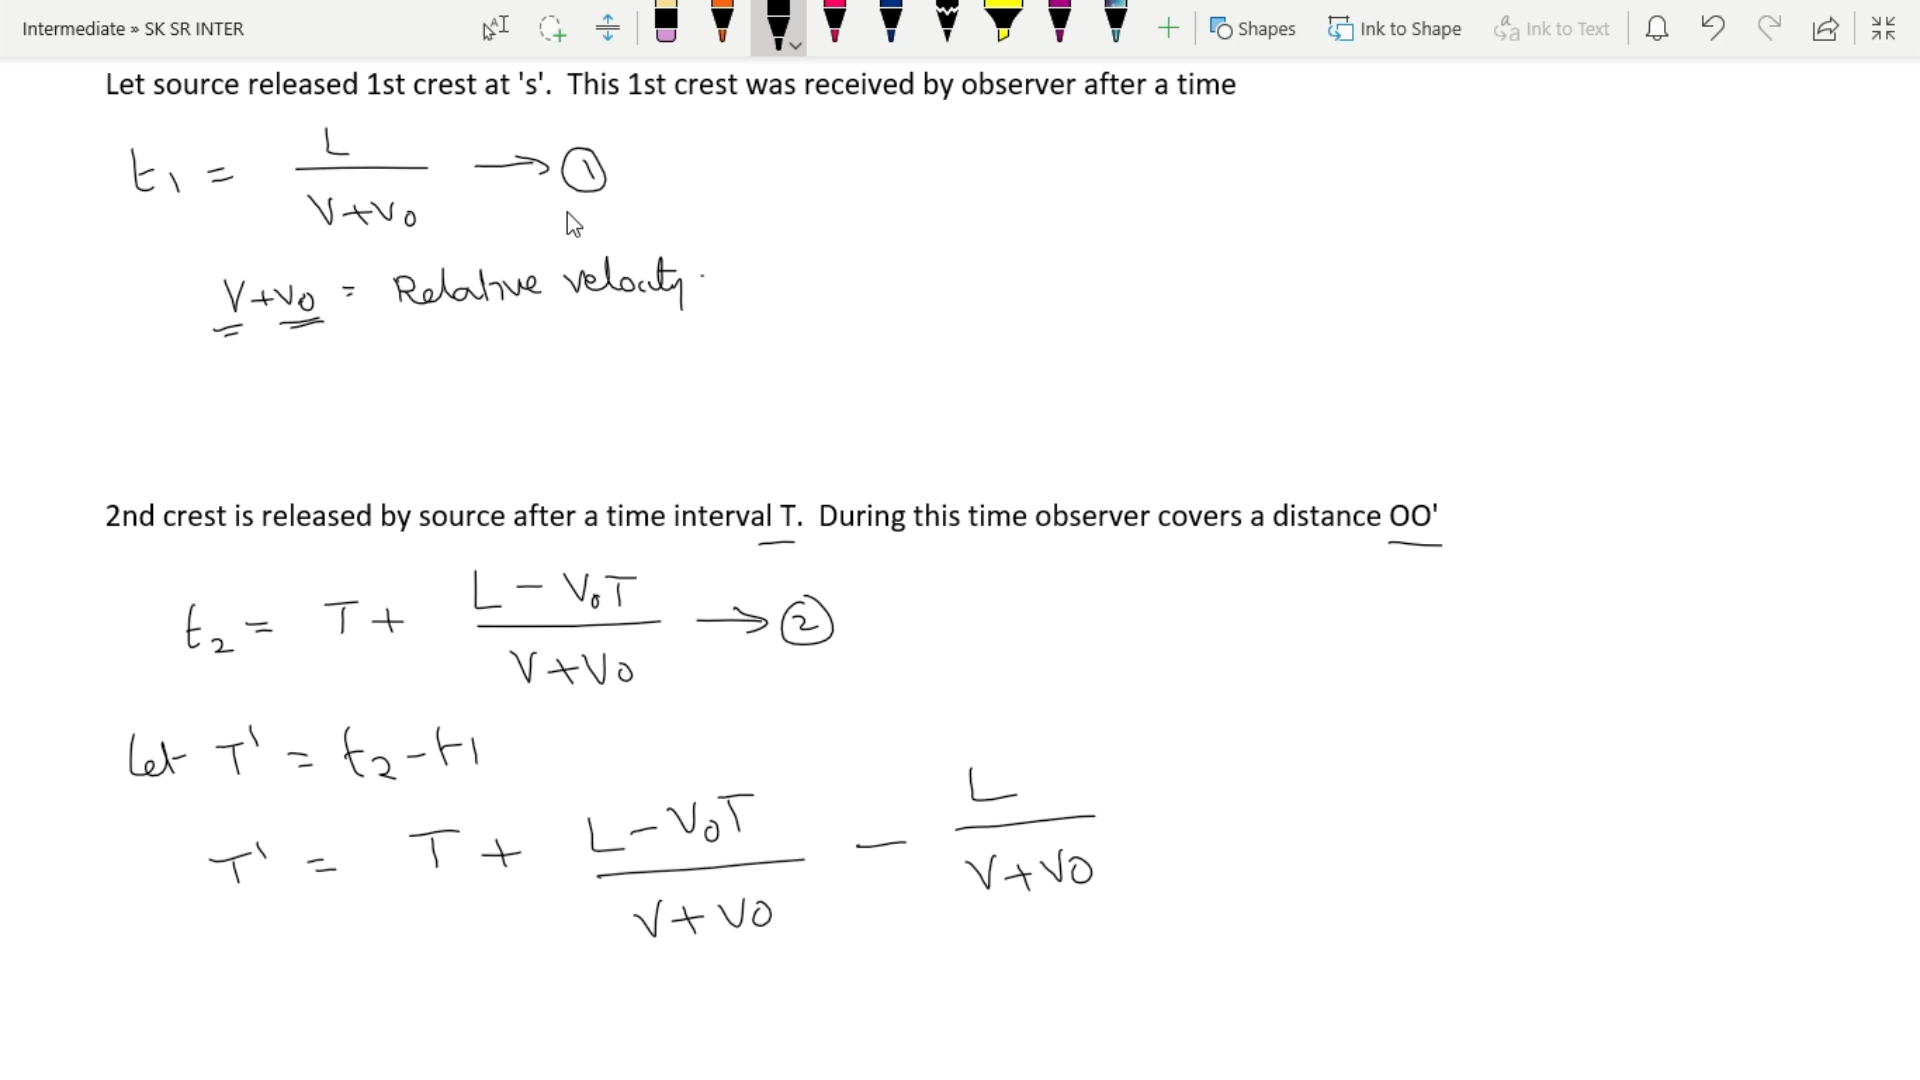 Intermediate » SK SR INTER
Shapes
Ink to Shape
Ink to Text
Let source released 1st crest at 's'. This 1st crest was received by observer after a time
t₁ = L / (V+V₀) → ①
V+V₀ = Relative velocity.
2nd crest is released by source after a time interval T. During this time observer covers a distance OO'
t₂ = T + (L - V₀T) / (V+V₀) → ②
Let T' = t₂ - t₁
T' = T + (L - V₀T) / (V+V₀) - L / (V+V₀)